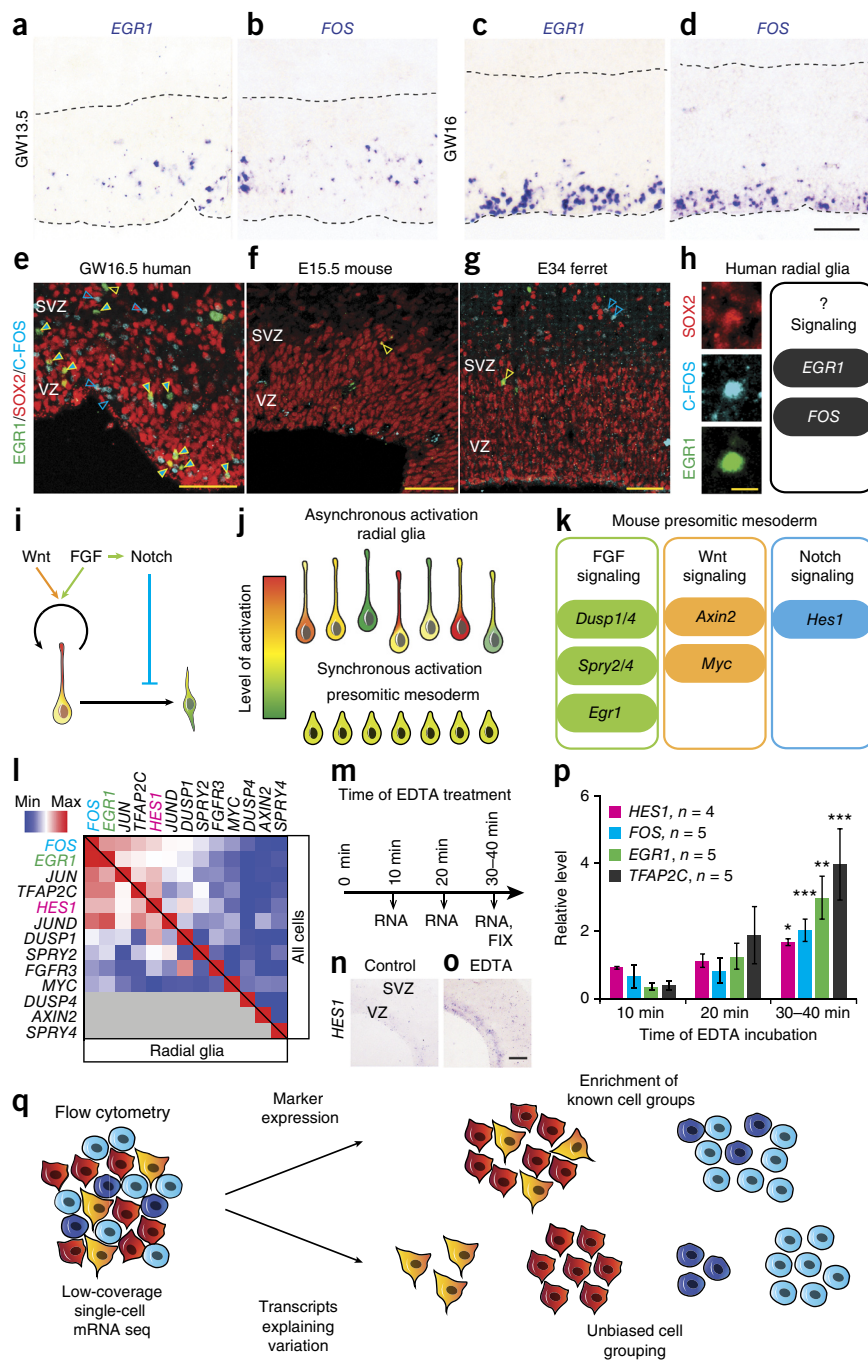 a
EGR1
b
FOS
c
EGR1
d
FOS
GW13.5
GW16
e
GW16.5 human
f
E15.5 mouse
g
E34 ferret
h
Human radial glia
EGR1/SOX2/C-FOS
SVZ
VZ
SVZ
VZ
SVZ
VZ
SOX2
C-FOS
EGR1
?
Signaling
EGR1
FOS
i
Wnt
FGF
Notch
j
Asynchronous activation
radial glia
Level of activation
Synchronous activation
presomitic mesoderm
k
Mouse presomitic mesoderm
FGF
signaling
Dusp1/4
Spry2/4
Egr1
Wnt
signaling
Axin2
Myc
Notch
signaling
Hes1
l
Min
Max
FOS
EGR1
JUN
TFAP2C
HES1
JUND
DUSP1
SPRY2
FGFR3
MYC
DUSP4
AXIN2
SPRY4
FOS
EGR1
JUN
TFAP2C
HES1
JUND
DUSP1
SPRY2
FGFR3
MYC
DUSP4
AXIN2
SPRY4
All cells
Radial glia
m
Time of EDTA treatment
0 min
10 min
20 min
30–40 min
RNA
RNA
RNA,
FIX
n
Control
o
EDTA
HES1
SVZ
VZ
p
Relative level
6
4
2
0
HES1, n = 4
FOS, n = 5
EGR1, n = 5
TFAP2C, n = 5
*
***
**
***
10 min
20 min
30–40 min
Time of EDTA incubation
q
Flow cytometry
Low-coverage
single-cell
mRNA seq
Marker
expression
Transcripts
explaining
variation
Enrichment of
known cell groups
Unbiased cell
grouping